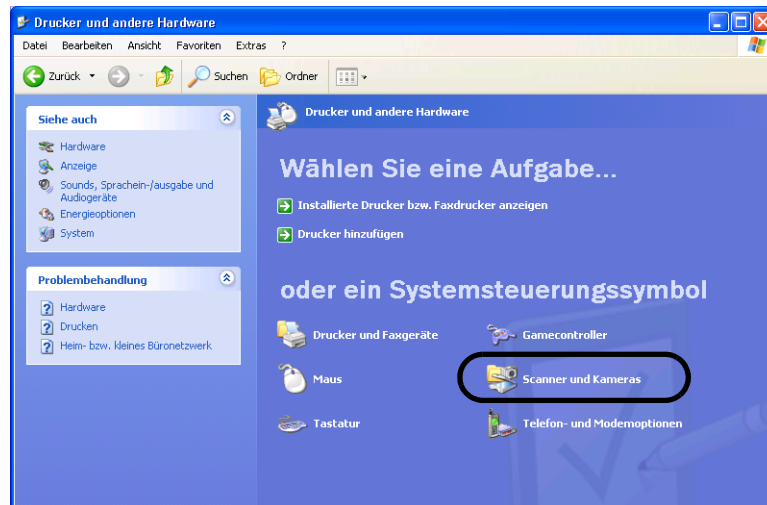 Drucker und andere Hardware
Datei Bearbeiten Ansicht Favoriten Extras ?
Zurück Suchen Ordner
Siehe auch
Hardware
Anzeige
Sounds, Sprachein-/ausgabe und
Audiogeräte
Energieoptionen
System
Problembehandlung
Hardware
Drucken
Heim- bzw. kleines Büronetzwerk
Drucker und andere Hardware
Wählen Sie eine Aufgabe...
Installierte Drucker bzw. Faxdrucker anzeigen
Drucker hinzufügen
oder ein Systemsteuerungssymbol
Drucker und Faxgeräte
Gamecontroller
Maus
Scanner und Kameras
Tastatur
Telefon- und Modemoptionen